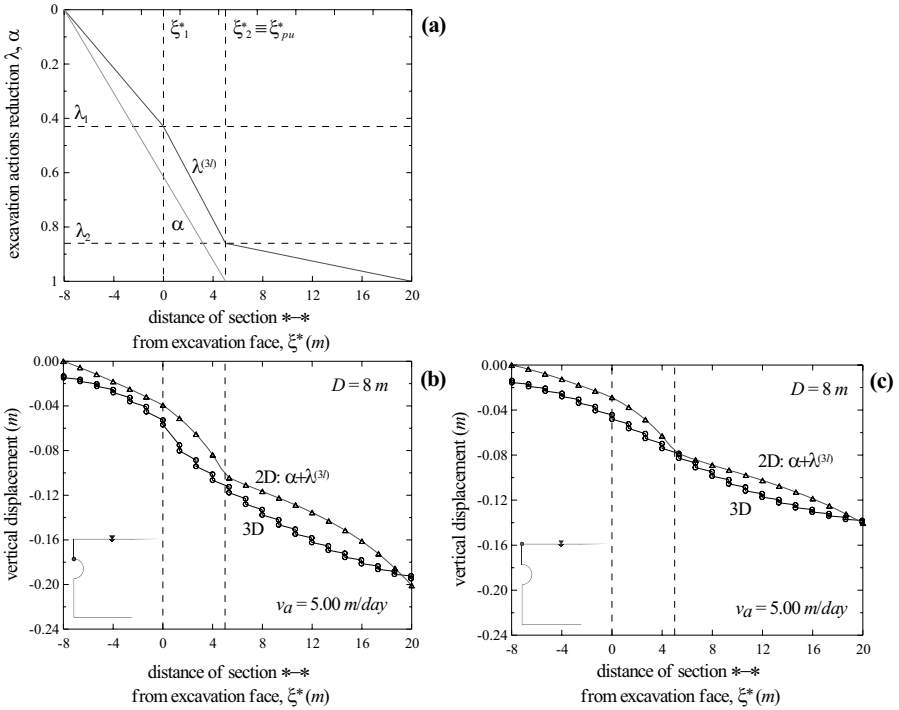 (a)
excavation actions reduction λ, α
0
0.2
0.4
0.6
0.8
1
ξ*1
ξ*2 ≡ ξ*pu
λ1
λ(3l)
α
λ2
-8 -4 0 4 8 12 16 20
distance of section *–*
from excavation face, ξ* (m)
(b)
vertical displacement (m)
0.00
-0.04
-0.08
-0.12
-0.16
-0.20
-0.24
D = 8 m
2D: α+λ(3l)
3D
va = 5.00 m/day
-8 -4 0 4 8 12 16 20
distance of section *–*
from excavation face, ξ* (m)
(c)
vertical displacement (m)
0.00
-0.04
-0.08
-0.12
-0.16
-0.20
-0.24
D = 8 m
2D: α+λ(3l)
3D
va = 5.00 m/day
-8 -4 0 4 8 12 16 20
distance of section *–*
from excavation face, ξ* (m)